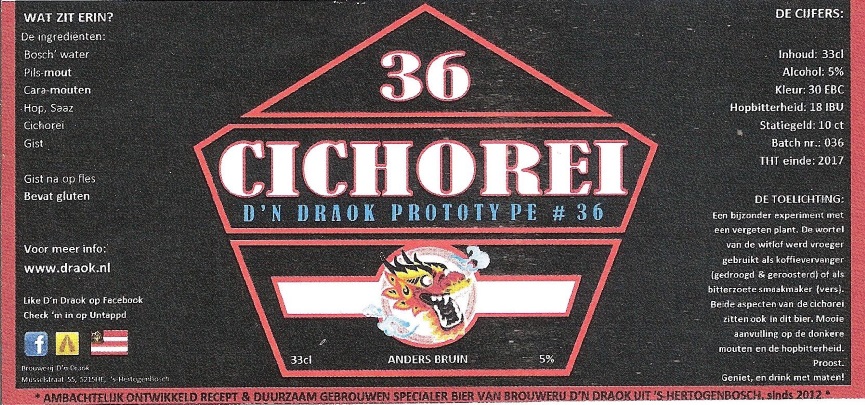 WAT ZIT ERIN?
De ingredienten:
Bosch' water
Pils-mout
Cara-mouten
Hop, Saaz
Cichorei
Gist
Gist na op fles
Bevat gluten
Voor meer info:
www.draok.nl
Like D'n Draok op Facebook
Check 'm in op Untappd
f
Brouwerij D'n Draok
Mosselstraat 55, 5215HE, 's-Hertogenbosch
36
CICHOREI
D'N DRAOK PROTOTYPE # 36
33cl ANDERS BRUIN 5%
DE CIJFERS:
Inhoud: 33cl
Alcohol: 5%
Kleur: 30 EBC
Hopbitterheid: 18 IBU
Statiegeld: 10 ct
Batch nr.: 036
THT einde: 2017
DE TOELICHTING:
Een bijzonder experiment met
een vergeten plant. De wortel
van de witlof werd vroeger
gebruikt als koffievervanger
(gedroogd & geroosterd) of als
bitterzoete smaakmaker (vers).
Beide aspecten van de cichorei
zitten ook in dit bier. Mooie
aanvulling op de donkere
mouten en de hopbitterheid.
Proost.
Geniet, en drink met maten!
* AMBACHTELIJK ONTWIKKELD RECEPT & DUURZAAM GEBROUWEN SPECIALER BIER VAN BROUWERIJ D'N DRAOK UIT 'S-HERTOGENBOSCH, sinds 2012 *